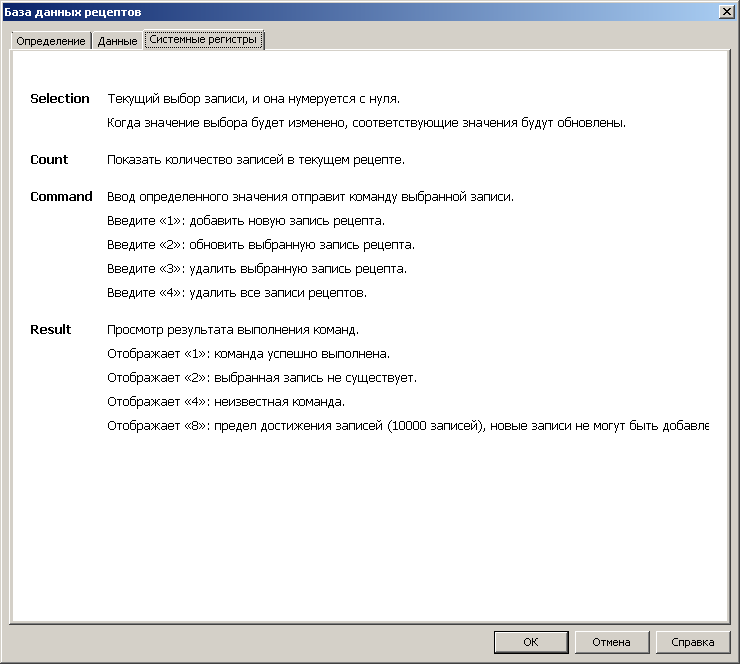 База данных рецептов
Определение Данные Системные регистры
Selection Текущий выбор записи, и она нумеруется с нуля.
Когда значение выбора будет изменено, соответствующие значения будут обновлены.
Count Показать количество записей в текущем рецепте.
Command Ввод определенного значения отправит команду выбранной записи.
Введите «1»: добавить новую запись рецепта.
Введите «2»: обновить выбранную запись рецепта.
Введите «3»: удалить выбранную запись рецепта.
Введите «4»: удалить все записи рецептов.
Result Просмотр результата выполнения команд.
Отображает «1»: команда успешно выполнена.
Отображает «2»: выбранная запись не существует.
Отображает «4»: неизвестная команда.
Отображает «8»: предел достижения записей (10000 записей), новые записи не могут быть добавле
OK Отмена Справка